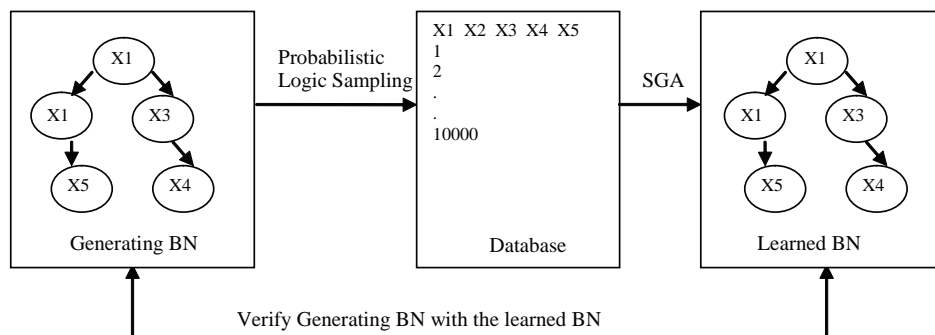 X1
X1
X3
X5
X4
Generating BN
Probabilistic
Logic Sampling
X1 X2 X3 X4 X5
1
2
.
.
10000
Database
SGA
X1
X1
X3
X5
X4
Learned BN
Verify Generating BN with the learned BN